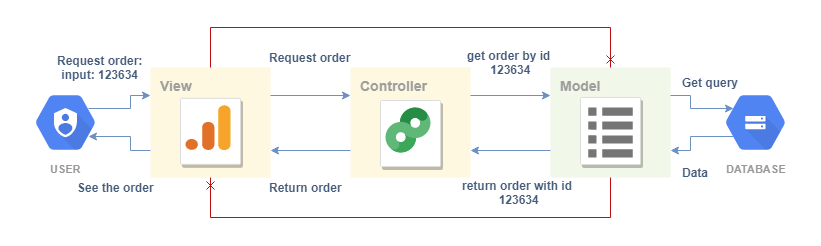 Request order:
input: 123634
View
Request order
Controller
get order by id
123634
Model
Get query
USER
See the order
Return order
return order with id
123634
Data
DATABASE